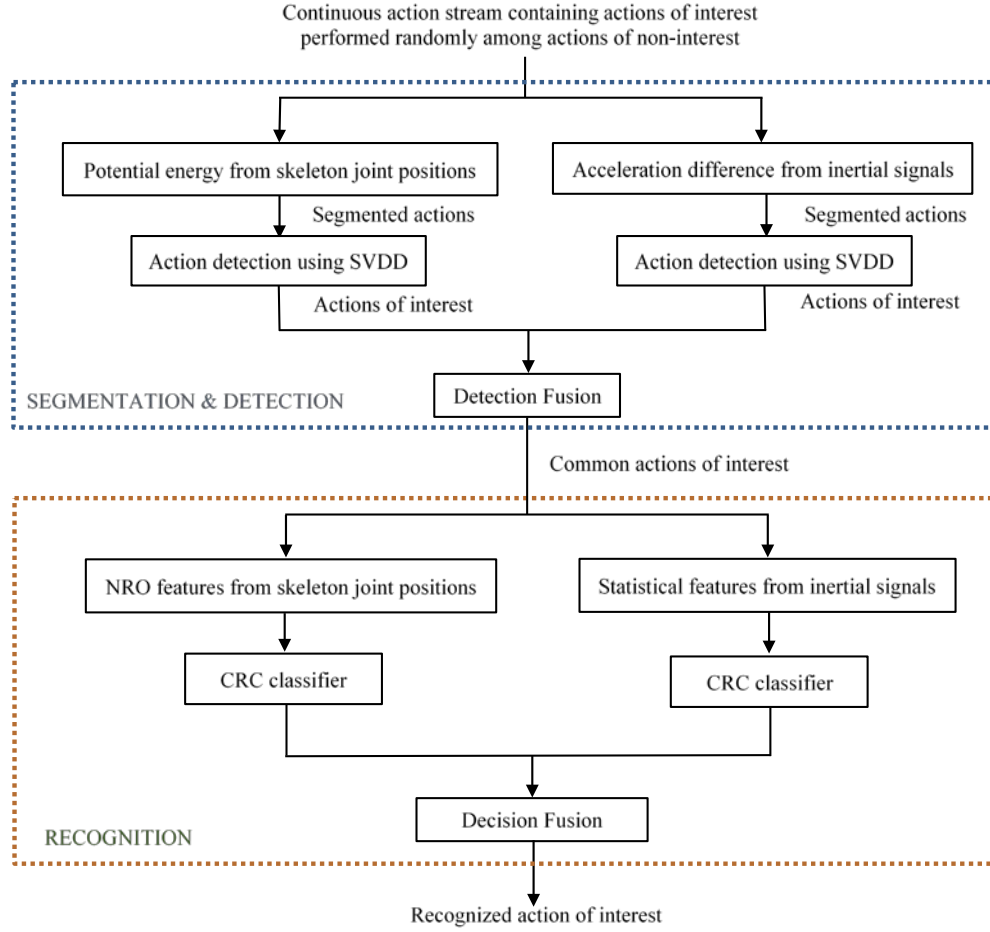 Continuous action stream containing actions of interest
performed randomly among actions of non-interest
Potential energy from skeleton joint positions
Acceleration difference from inertial signals
Segmented actions
Segmented actions
Action detection using SVDD
Action detection using SVDD
Actions of interest
Actions of interest
Detection Fusion
SEGMENTATION & DETECTION
Common actions of interest
NRO features from skeleton joint positions
Statistical features from inertial signals
CRC classifier
CRC classifier
Decision Fusion
RECOGNITION
Recognized action of interest